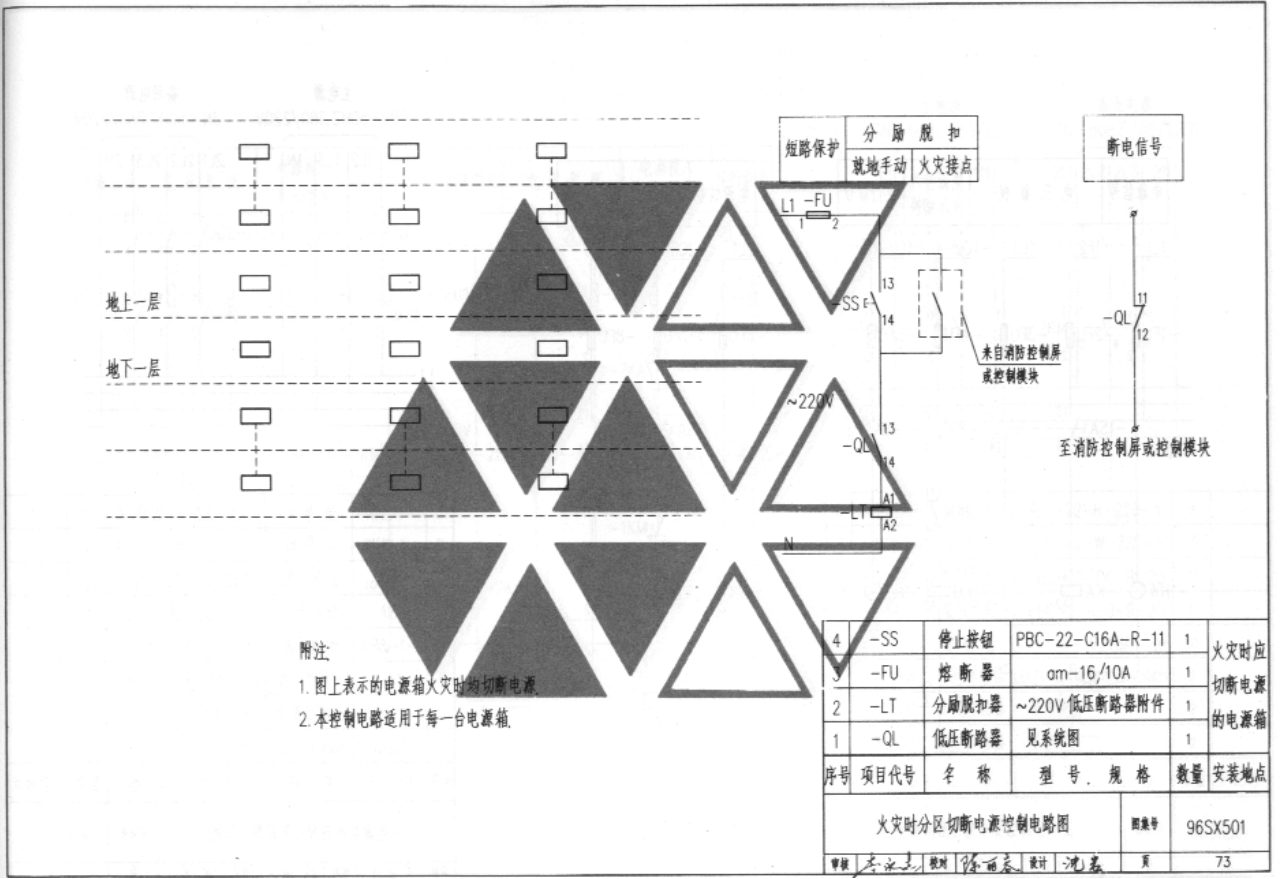 短路保护
分励脱扣
就地手动 火灾接点
断电信号
L1 -FU
1 2
地上一层
地下一层
13
-SS
14
来自消防控制屏
或控制模块
11
-QL
12
~220V
13
-QL
14
至消防控制屏或控制模块
A1
-LT
A2
N
附注:
1. 图上表示的电源箱火灾时均切断电源.
2. 本控制电路适用于每一台电源箱.
4 -SS 停止按钮 PBC-22-C16A-R-11 1
3 -FU 熔断器 am-16/10A 1
2 -LT 分励脱扣器 ~220V 低压断路器附件 1
1 -QL 低压断路器 见系统图 1
火灾时应
切断电源
的电源箱
序号 项目代号 名称 型号.规格 数量 安装地点
火灾时分区切断电源控制电路图 图集号 96SX501
审核 校对 设计 页 73